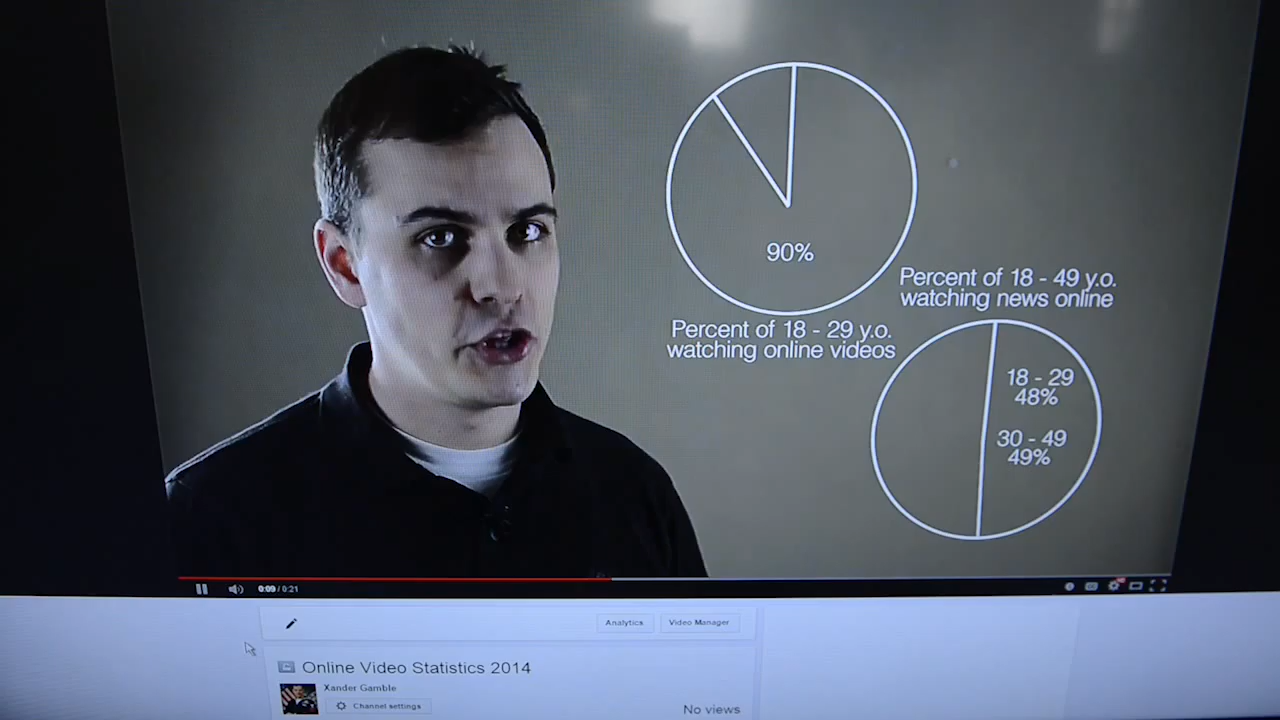 90%
Percent of 18 - 29 y.o.
watching online videos
Percent of 18 - 49 y.o.
watching news online
18 - 29
48%
30 - 49
49%
0:09 / 0:21
Analytics
Video Manager
Online Video Statistics 2014
Xander Gamble
Channel settings
No views